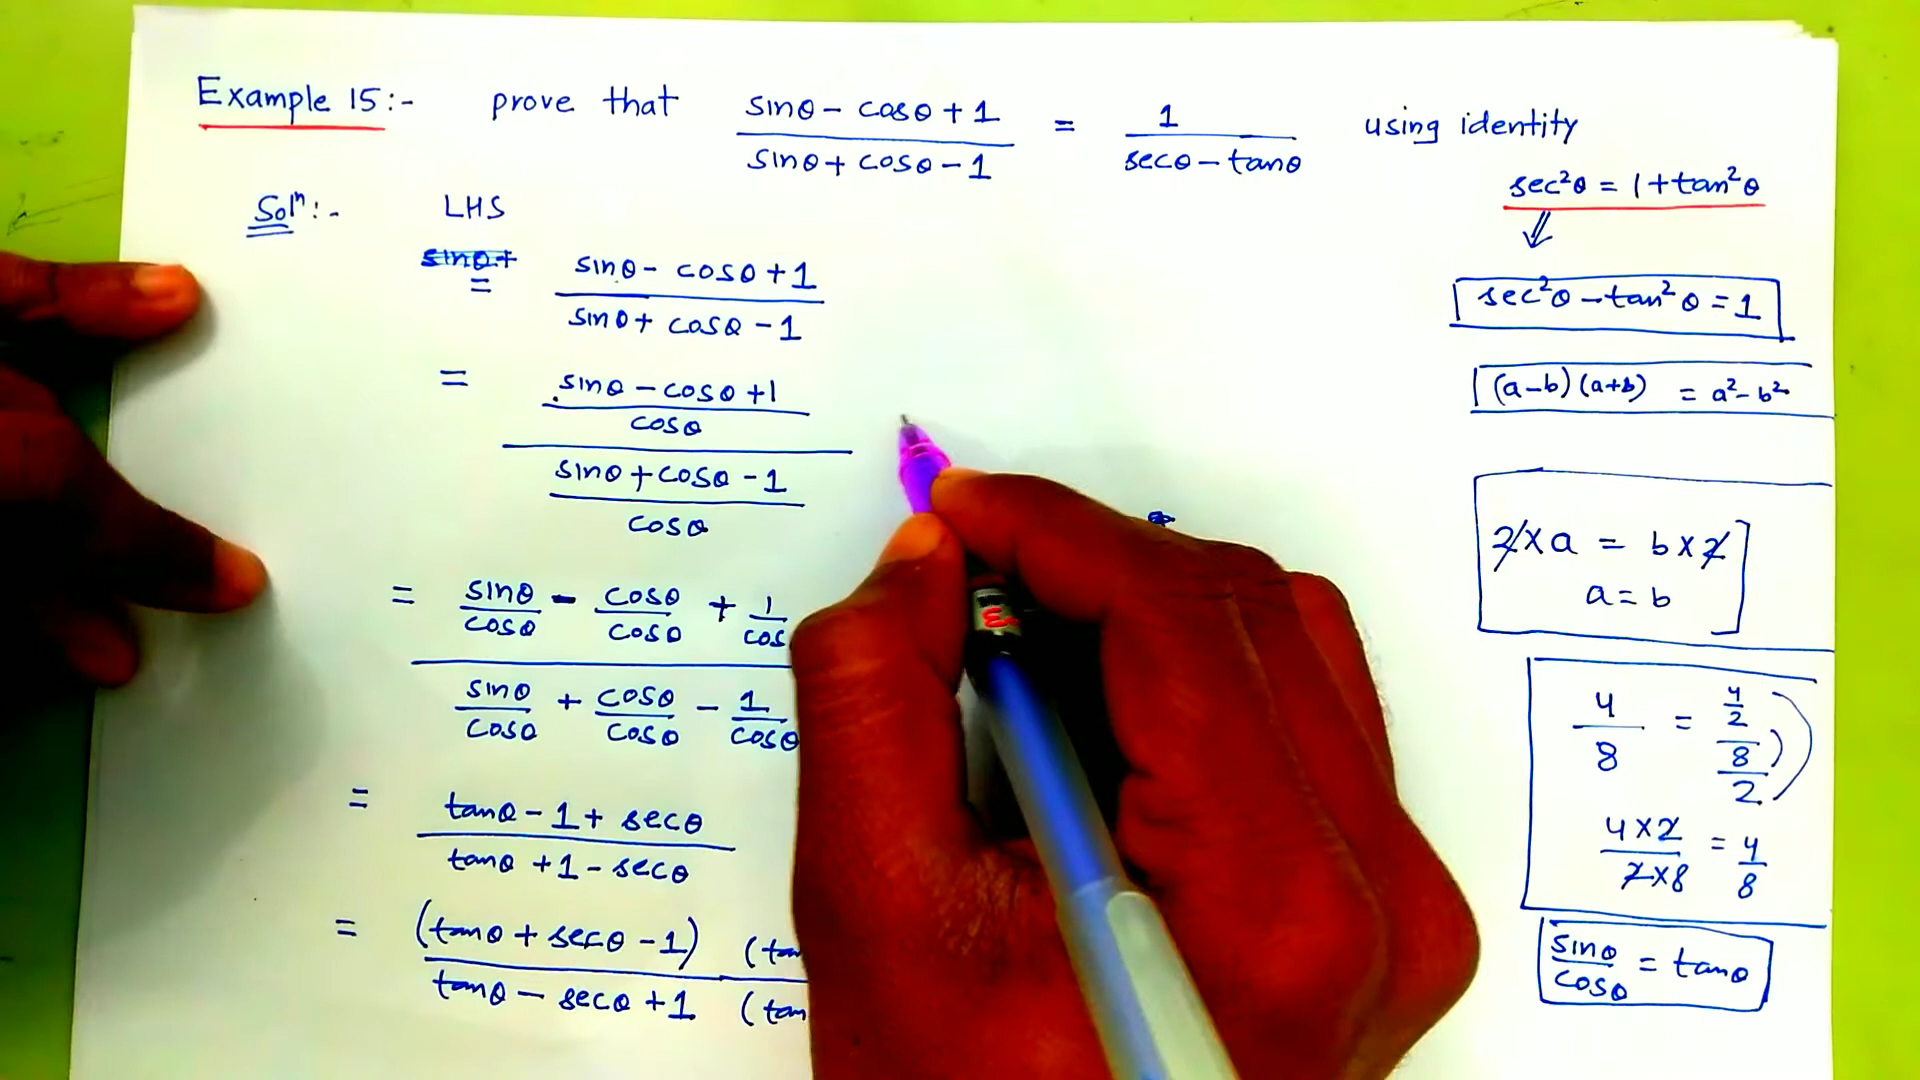 Example 15:- prove that sinθ - cosθ + 1 / sinθ + cosθ - 1 = 1 / secθ - tanθ using identity
sec²θ = 1 + tan²θ
⇓
sec²θ - tan²θ = 1
(a-b) (a+b) = a² - b²
2 x a = b x 2
a = b
4/8 = 4/2 / 8/2
4 x 2 / 2 x 8 = 4/8
sinθ / cosθ = tanθ
Solⁿ:- LHS
sinθ+
= sinθ - cosθ + 1 / sinθ + cosθ - 1
= sinθ - cosθ + 1 / cosθ / sinθ + cosθ - 1 / cosθ
= sinθ/cosθ - cosθ/cosθ + 1/cos / sinθ/cosθ + cosθ/cosθ - 1/cosθ
= tanθ - 1 + secθ / tanθ + 1 - secθ
= (tanθ + secθ - 1) (tan / tanθ - secθ + 1 (tan